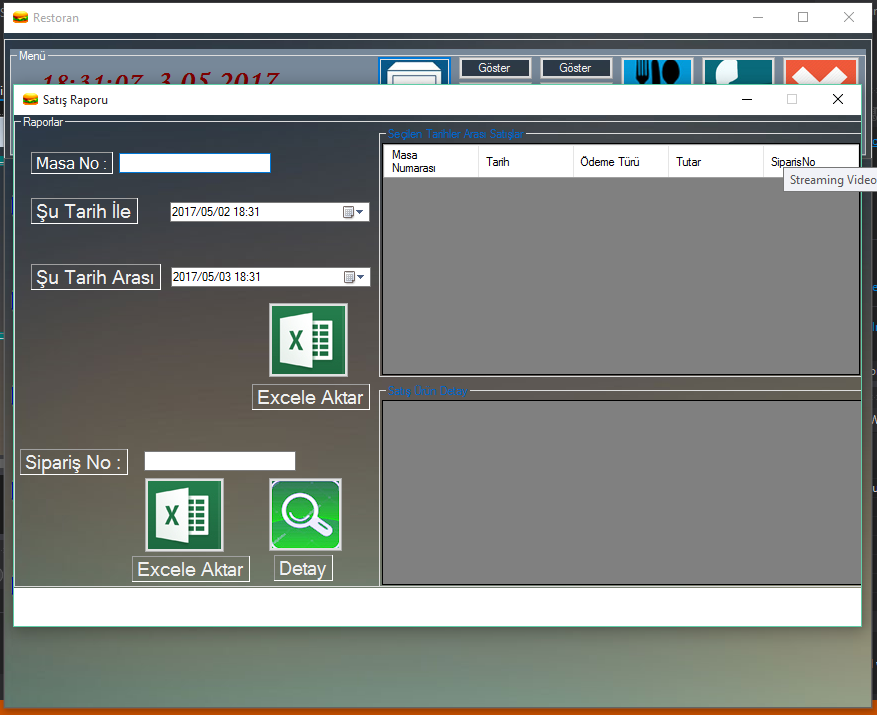 Restoran
Menü
18:31:07 3.05.2017
Göster
Göster
Satış Raporu
Raporlar
Masa No :
Şu Tarih İle
2017/05/02 18:31
Şu Tarih Arası
2017/05/03 18:31
Excele Aktar
Sipariş No :
Excele Aktar
Detay
Seçilen Tarihler Arası Satışlar
Masa
Numarası
Tarih
Ödeme Türü
Tutar
SiparisNo
Streaming Video
Satış Ürün Detayı